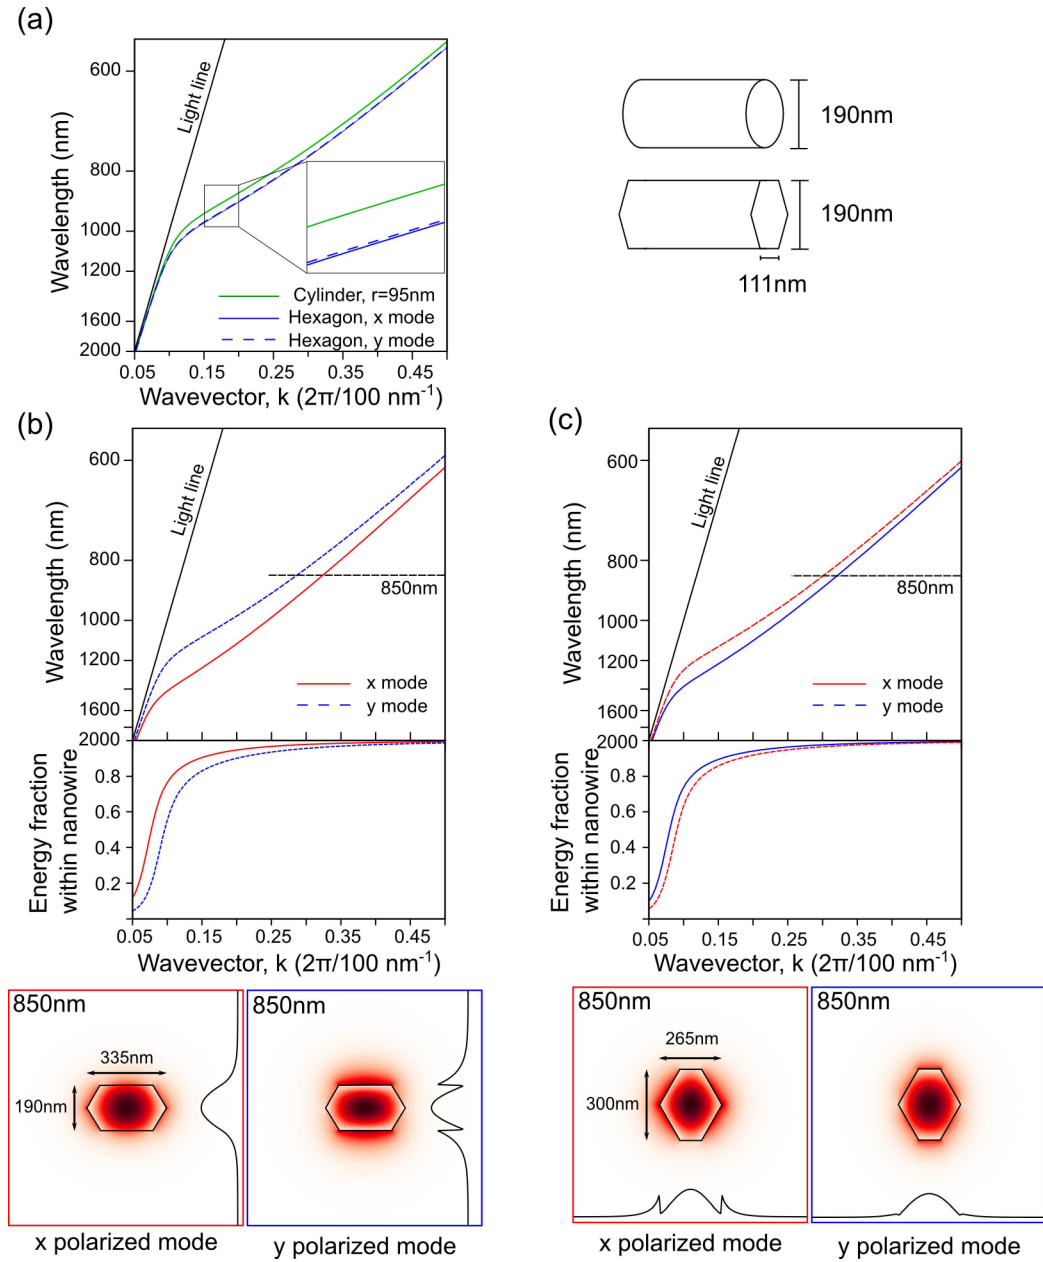 (a)
600
800
1000
1200
1600
2000
Wavelength (nm)
Light line
Cylinder, r=95nm
Hexagon, x mode
Hexagon, y mode
0.05 0.15 0.25 0.35 0.45
Wavevector, k (2π/100 nm⁻¹)
190nm
190nm
111nm
(b)
600
800
1000
1200
1600
2000
Wavelength (nm)
Light line
850nm
x mode
y mode
0.8
0.6
0.4
0.2
Energy fraction
within nanowire
0.05 0.15 0.25 0.35 0.45
Wavevector, k (2π/100 nm⁻¹)
850nm
335nm
190nm
x polarized mode
850nm
y polarized mode
(c)
600
800
1000
1200
1600
2000
Wavelength (nm)
Light line
850nm
x mode
y mode
0.8
0.6
0.4
0.2
Energy fraction
within nanowire
0.05 0.15 0.25 0.35 0.45
Wavevector, k (2π/100 nm⁻¹)
850nm
265nm
300nm
x polarized mode
850nm
y polarized mode